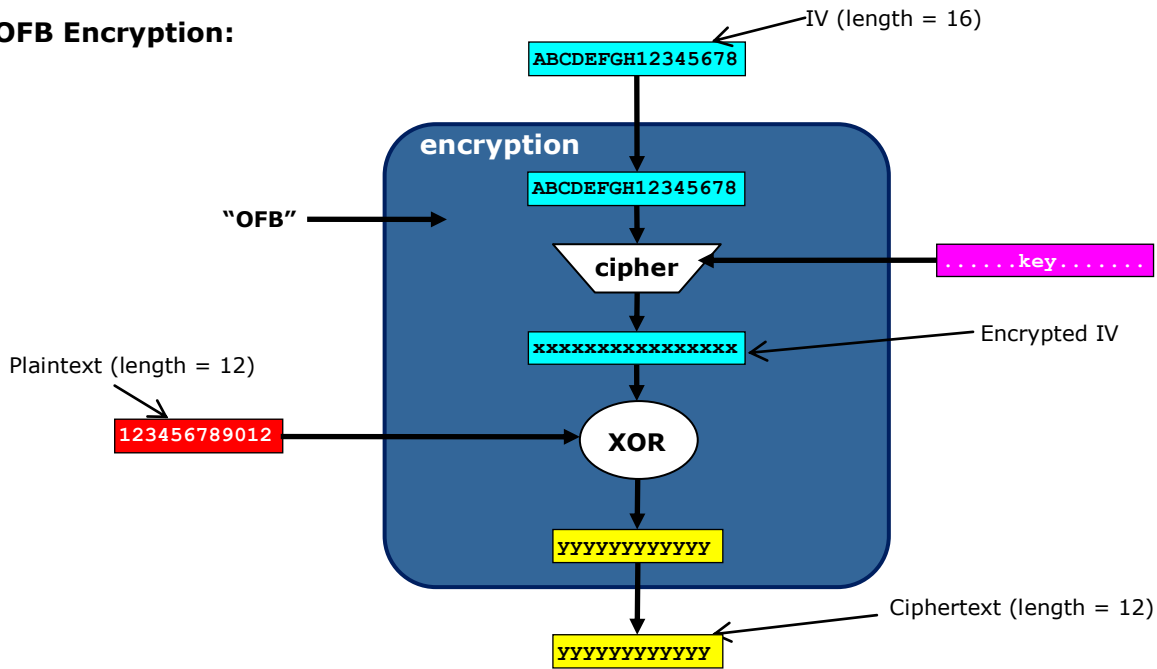 OFB Encryption:
IV (length = 16)
ABCDEFGH12345678
encryption
ABCDEFGH12345678
“OFB”
cipher
......key.......
xxxxxxxxxxxxxxxx
Encrypted IV
Plaintext (length = 12)
123456789012
XOR
yyyyyyyyyyyy
Ciphertext (length = 12)
yyyyyyyyyyyy